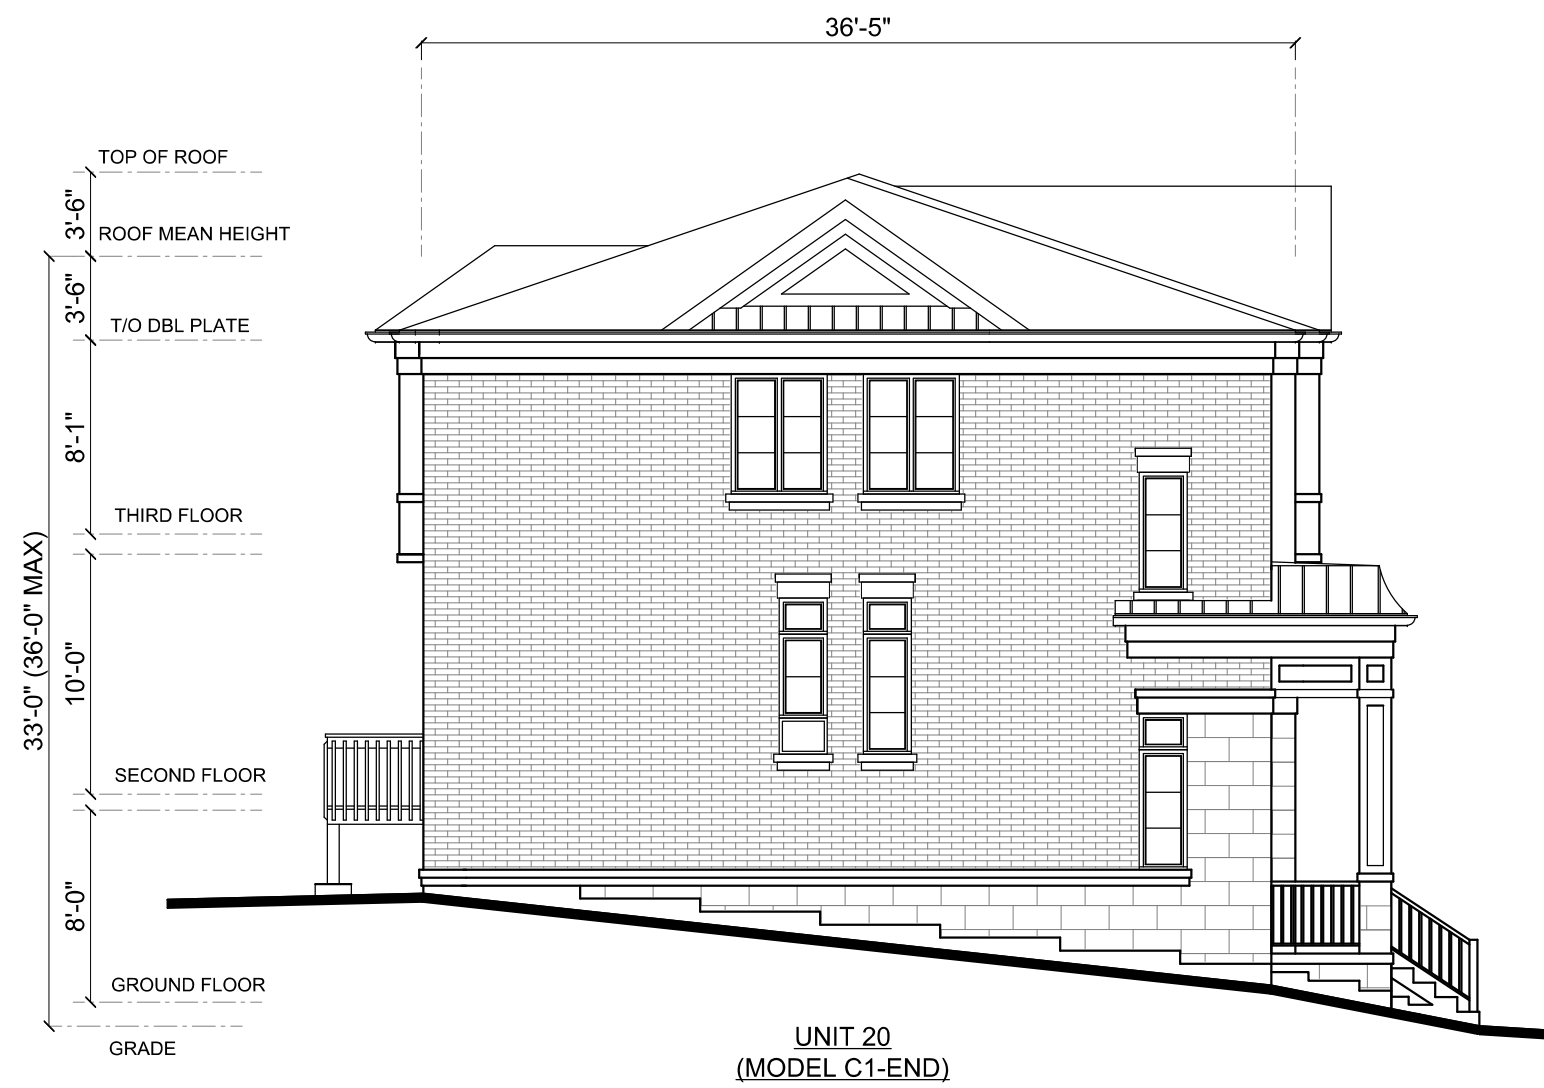 36'-5"
TOP OF ROOF
3'-6"
ROOF MEAN HEIGHT
3'-6"
T/O DBL PLATE
8'-1"
THIRD FLOOR
33'-0" (36'-0" MAX)
10'-0"
SECOND FLOOR
8'-0"
GROUND FLOOR
GRADE
UNIT 20
(MODEL C1-END)